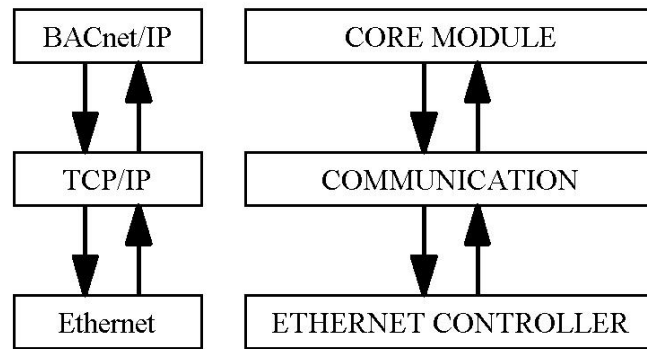 BACnet/IP
CORE MODULE
TCP/IP
COMMUNICATION
Ethernet
ETHERNET CONTROLLER